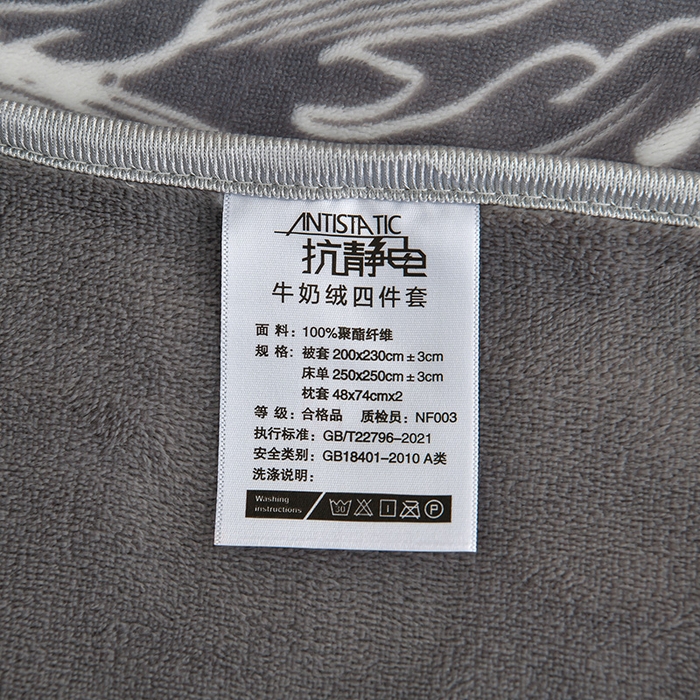 ANTISTATIC
抗静电
牛奶绒四件套
面料：100%聚酯纤维
规格：被套 200x230cm±3cm
床单 250x250cm±3cm
枕套 48x74cmx2
等级：合格品 质检员：NF003
执行标准：GB/T22796-2021
安全类别：GB18401-2010 A类
洗涤说明：
Washing
instructions
30
P